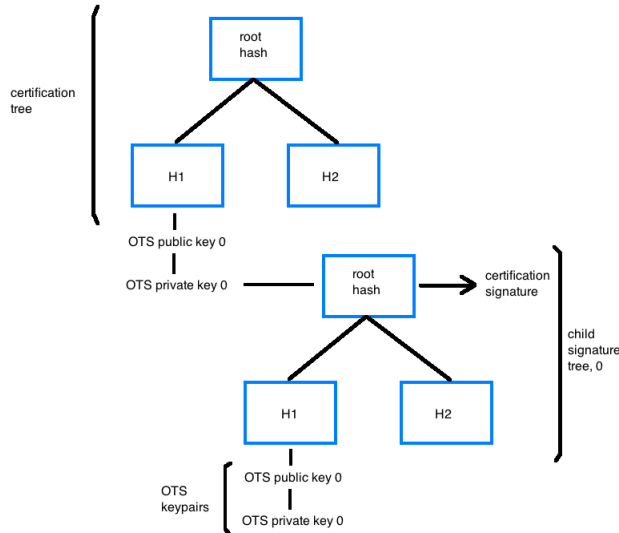 root
hash
certification
tree
H1
H2
OTS public key 0
OTS private key 0
root
hash
certification
signature
child
signature
tree, 0
H1
H2
OTS
keypairs
OTS public key 0
OTS private key 0